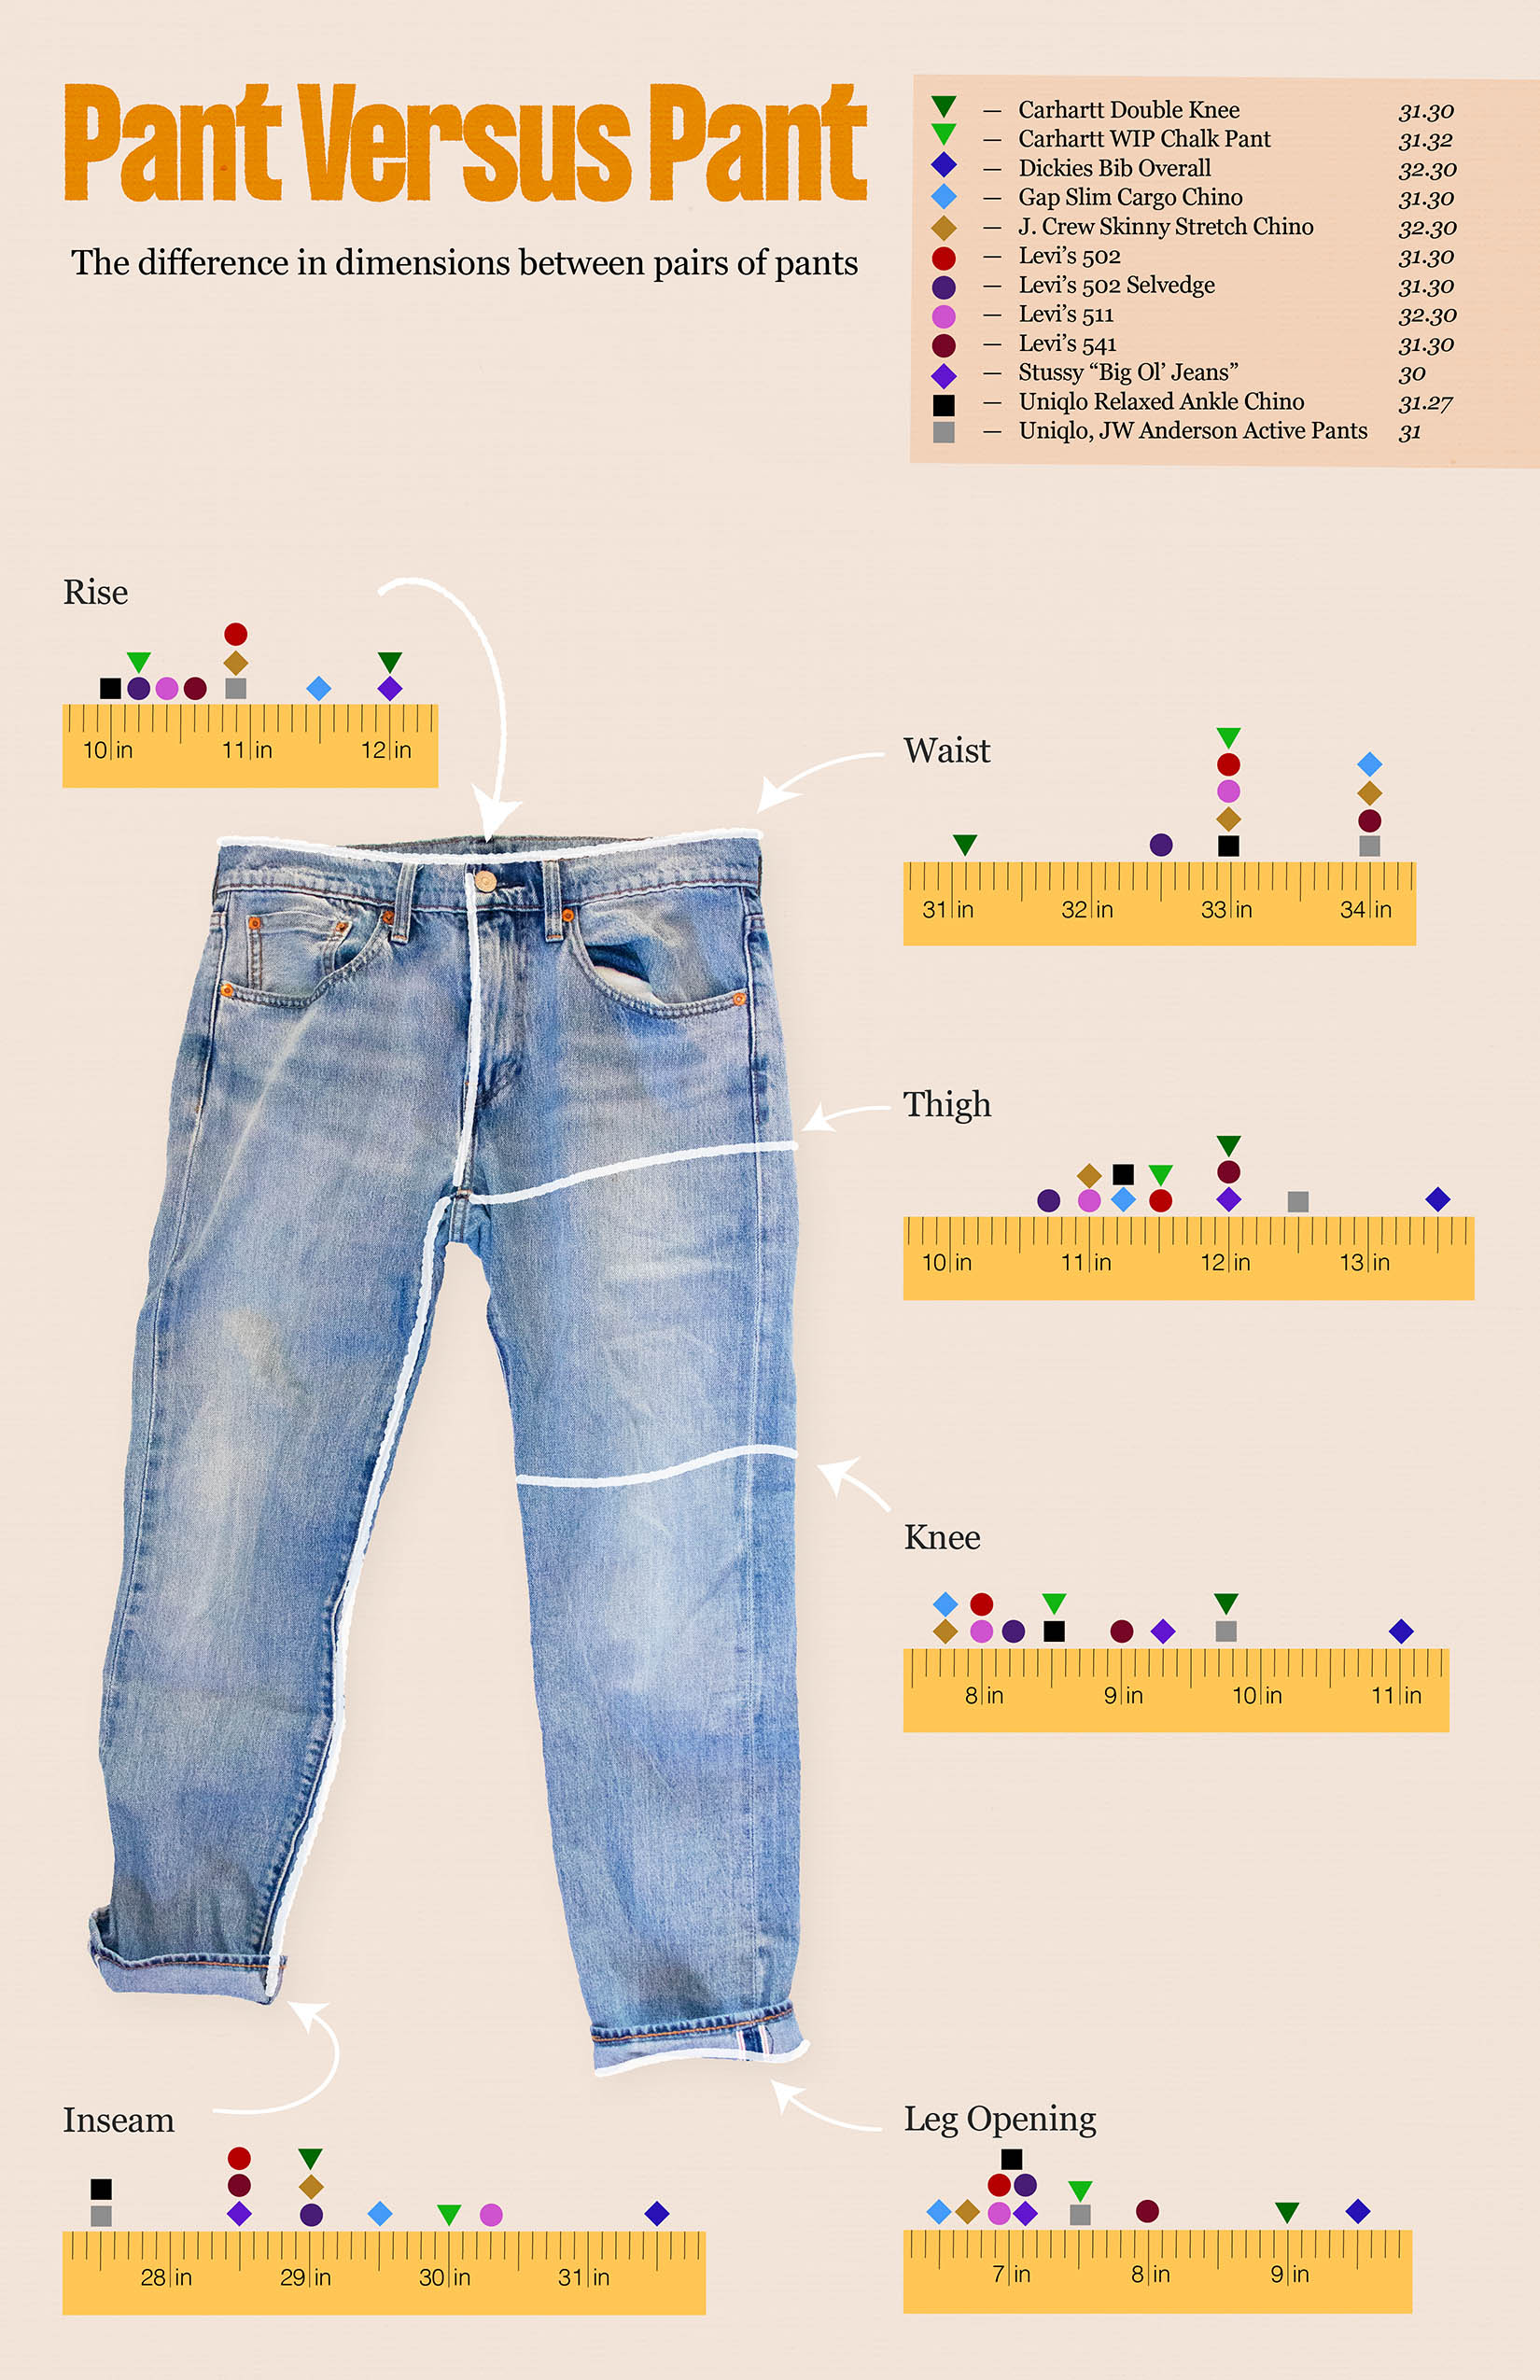 Pant Versus Pant
The difference in dimensions between pairs of pants
— Carhartt Double Knee 31.30
— Carhartt WIP Chalk Pant 31.32
— Dickies Bib Overall 32.30
— Gap Slim Cargo Chino 31.30
— J. Crew Skinny Stretch Chino 32.30
— Levi’s 502 31.30
— Levi’s 502 Selvedge 31.30
— Levi’s 511 32.30
— Levi’s 541 31.30
— Stussy “Big Ol’ Jeans” 30
— Uniqlo Relaxed Ankle Chino 31.27
— Uniqlo, JW Anderson Active Pants 31
Rise
10 in 11 in 12 in
Waist
31 in 32 in 33 in 34 in
Thigh
10 in 11 in 12 in 13 in
Knee
8 in 9 in 10 in 11 in
Inseam
28 in 29 in 30 in 31 in
Leg Opening
7 in 8 in 9 in